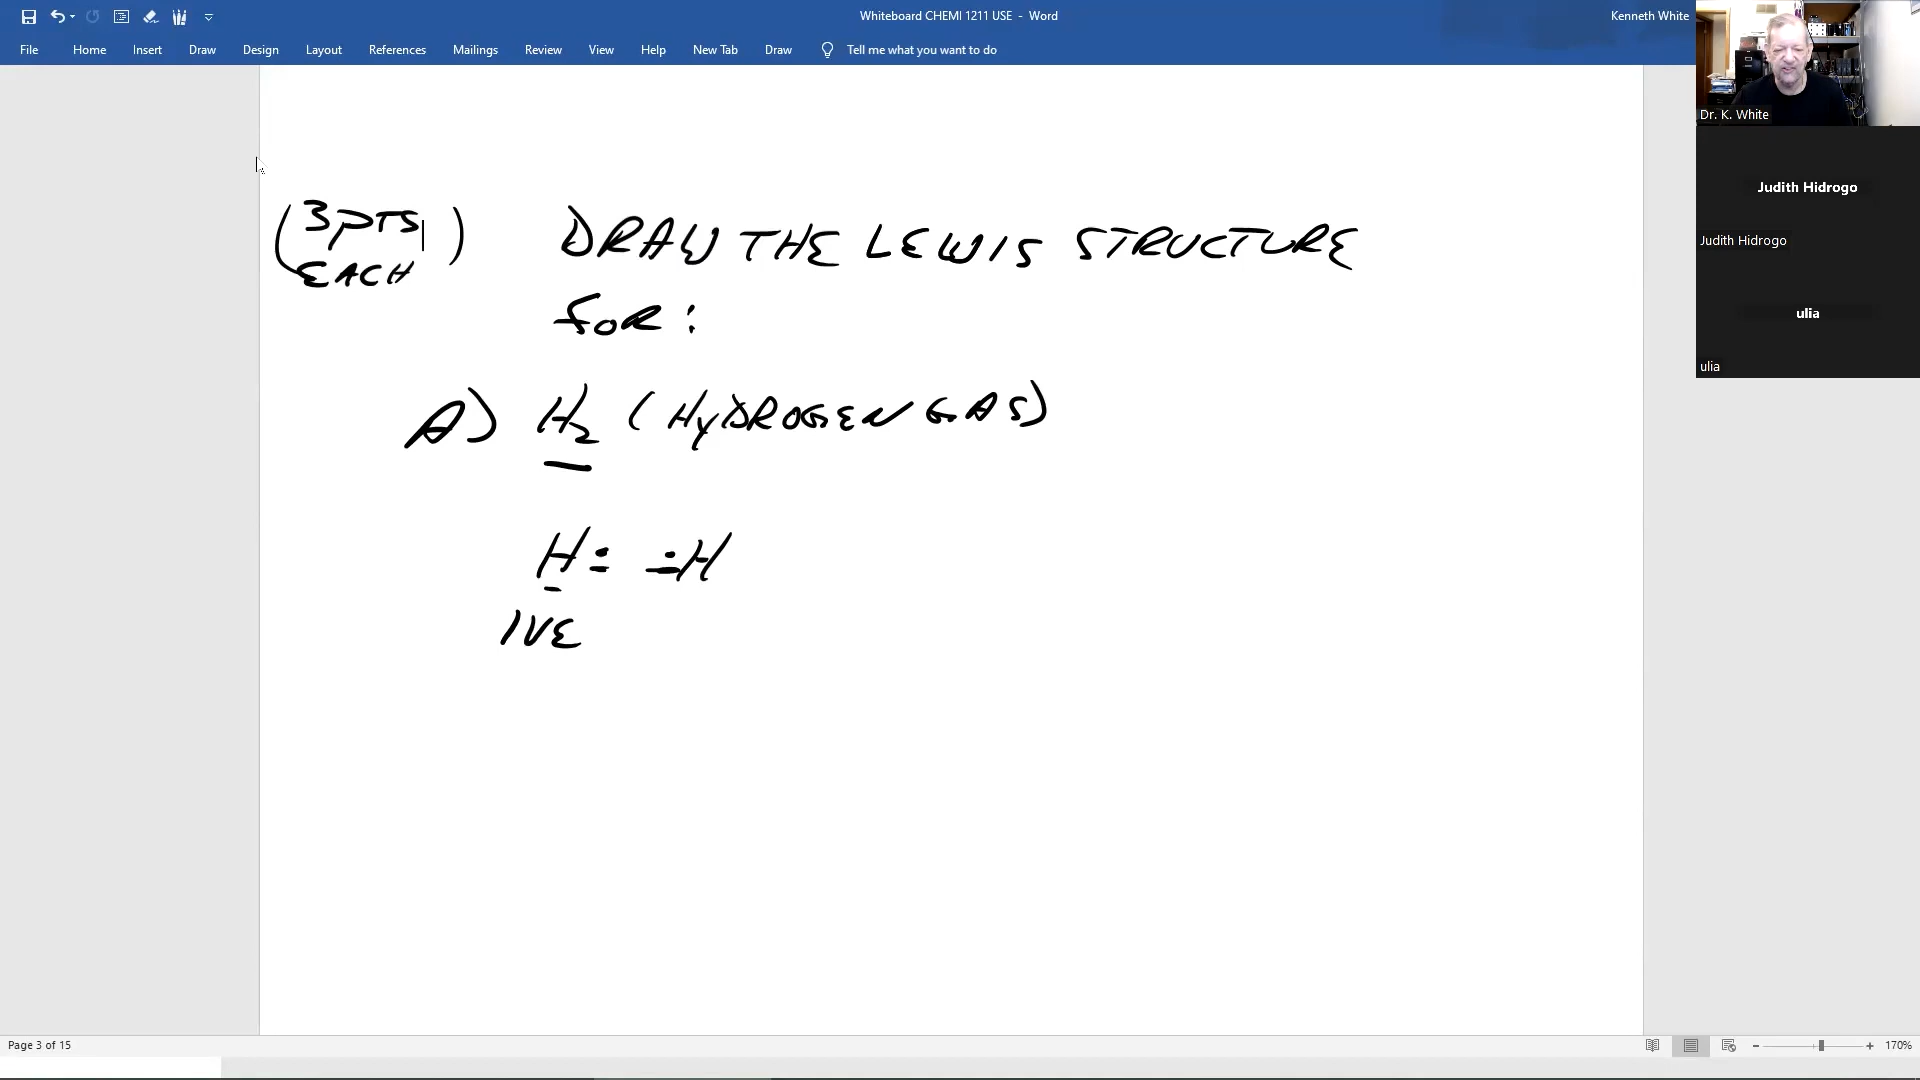 Whiteboard CHEMI 1211 USE - Word
Kenneth White
File Home Insert Draw Design Layout References Mailings Review View Help New Tab Draw Tell me what you want to do
Dr. K. White
Judith Hidrogo
Judith Hidrogo
ulia
ulia
(3 PTS EACH) DRAW THE LEWIS STRUCTURE
FOR:
A) H2 (HYDROGEN GAS)
H· ·H
1VE
Page 3 of 15
170%